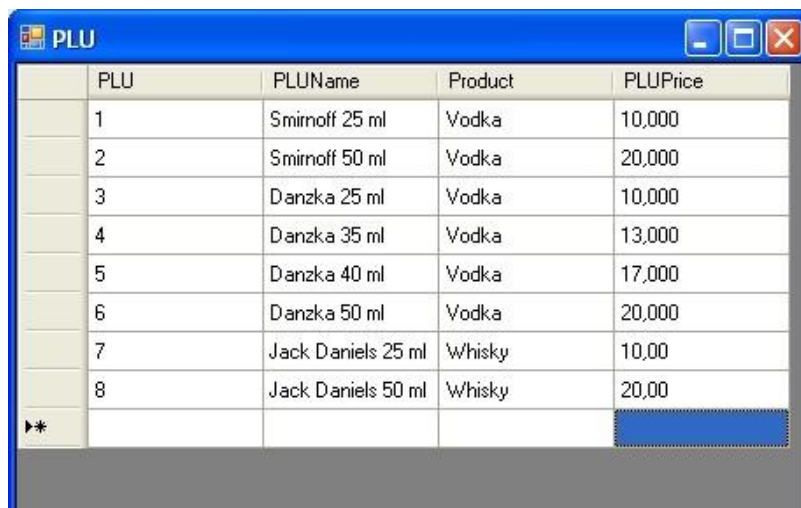 PLU
PLU PLUName Product PLUPrice
1 Smirnoff 25 ml Vodka 10,000
2 Smirnoff 50 ml Vodka 20,000
3 Danzka 25 ml Vodka 10,000
4 Danzka 35 ml Vodka 13,000
5 Danzka 40 ml Vodka 17,000
6 Danzka 50 ml Vodka 20,000
7 Jack Daniels 25 ml Whisky 10,00
8 Jack Daniels 50 ml Whisky 20,00